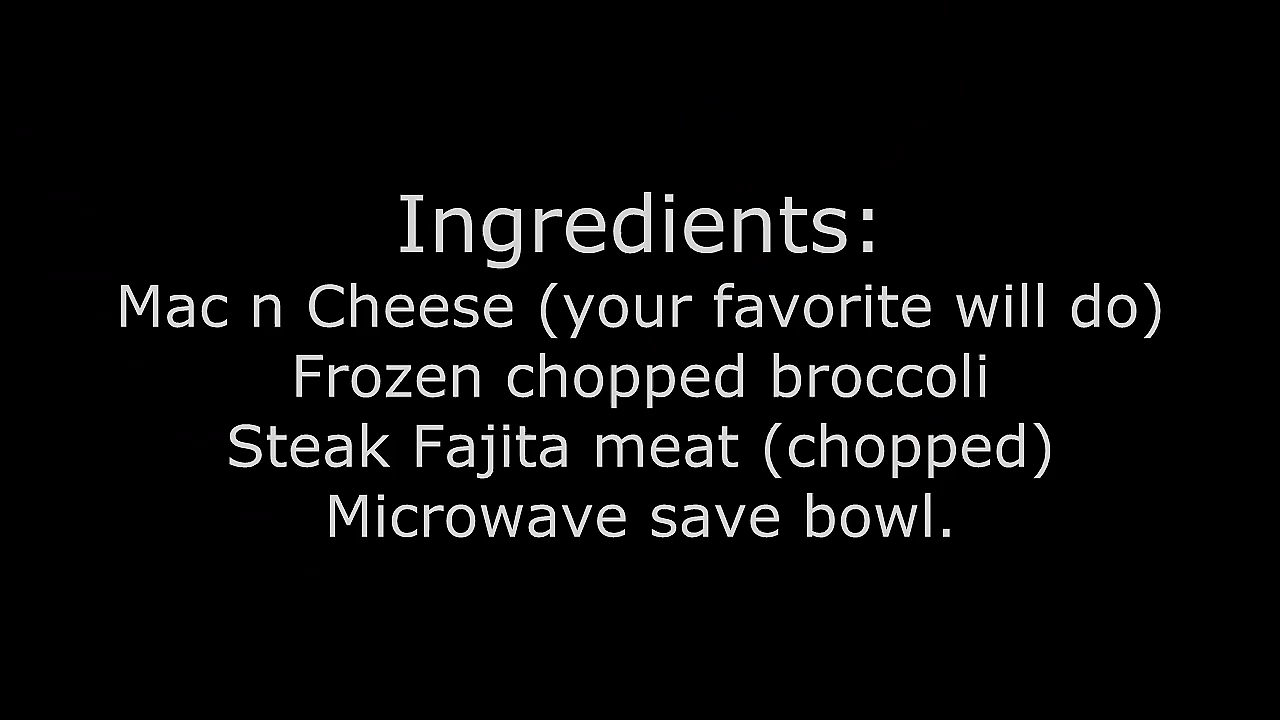 Ingredients:
Mac n Cheese (your favorite will do)
Frozen chopped broccoli
Steak Fajita meat (chopped)
Microwave save bowl.